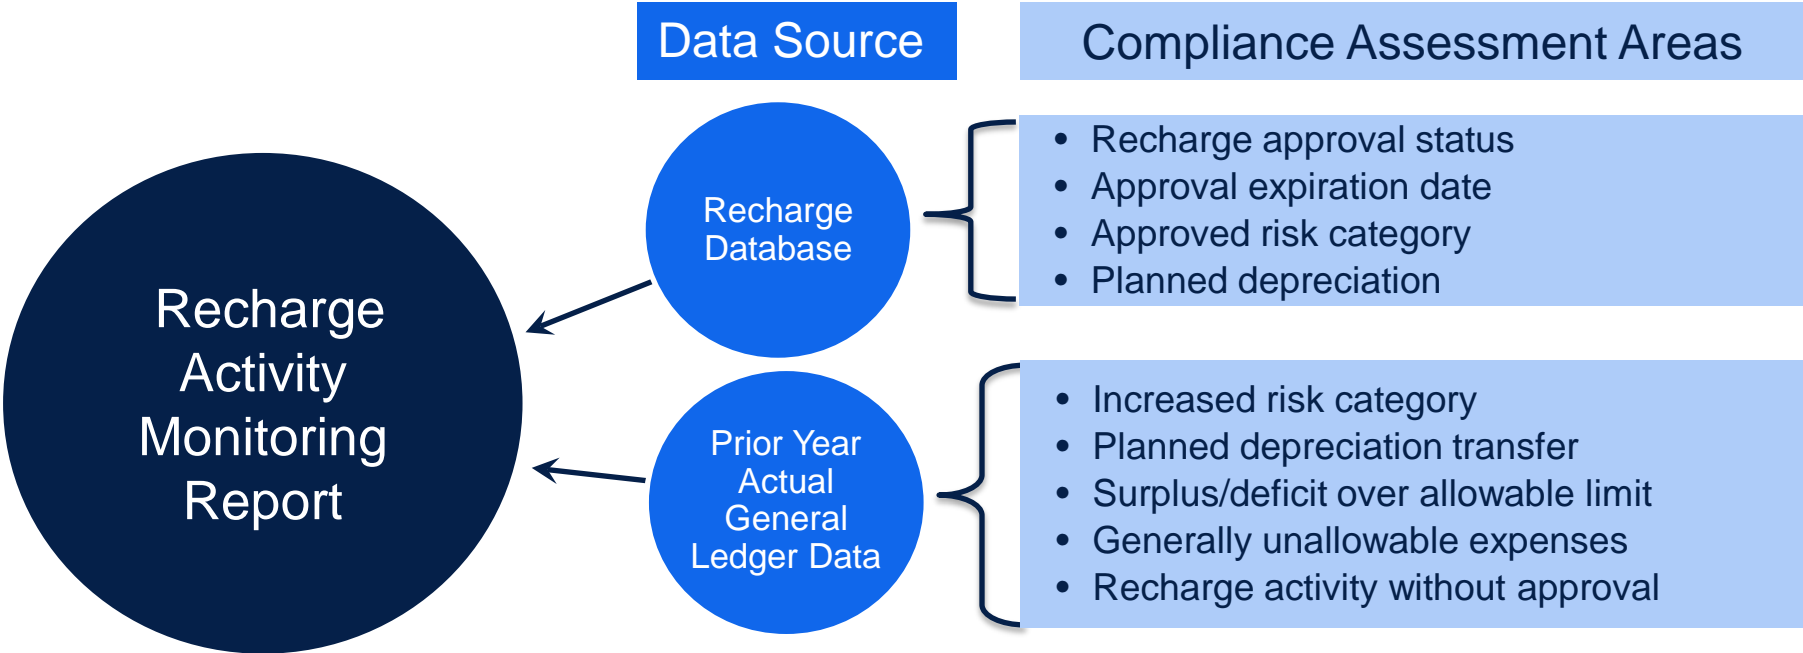 Data Source
Compliance Assessment Areas
Recharge
Activity
Monitoring
Report
Recharge
Database
• Recharge approval status
• Approval expiration date
• Approved risk category
• Planned depreciation
Prior Year
Actual
General
Ledger Data
• Increased risk category
• Planned depreciation transfer
• Surplus/deficit over allowable limit
• Generally unallowable expenses
• Recharge activity without approval